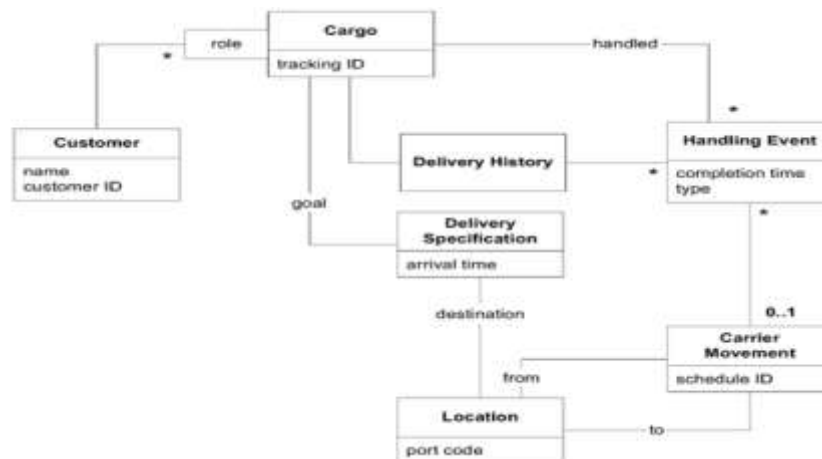 Cargo
role
*
tracking ID
handled
*
Customer
name
customer ID
Delivery History
*
Handling Event
completion time
type
*
goal
Delivery
Specification
arrival time
destination
0..1
Carrier
Movement
schedule ID
from
Location
port code
to